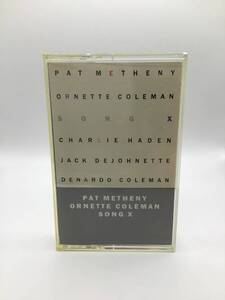 PAT METHENY
ORNETTE COLEMAN
SONG X
CHARLIE HADEN
JACK DEJOHNETTE
DENARDO COLEMAN
PAT METHENY
ORNETTE COLEMAN
SONG X